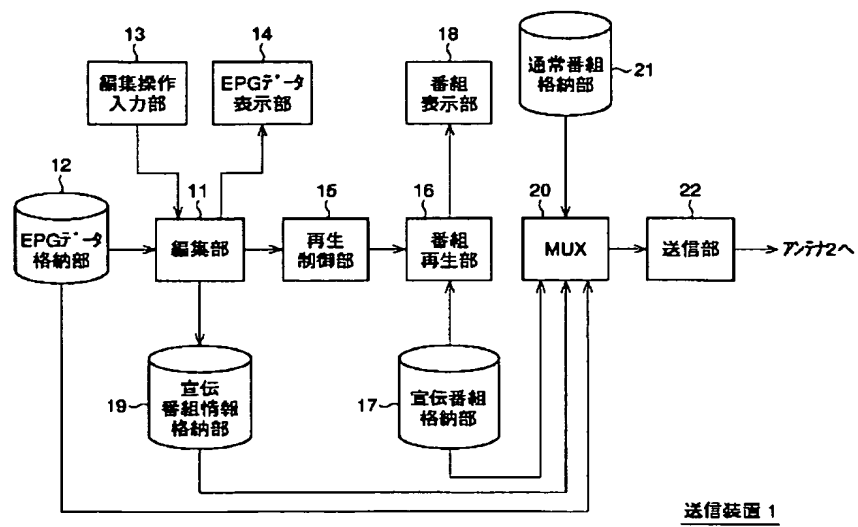 13
編集操作
入力部
14
EPGデータ
表示部
18
番組
表示部
通常番組
格納部
21
12
EPGデータ
格納部
11
編集部
15
再生
制御部
16
番組
再生部
20
MUX
22
送信部
アンテナ2へ
19
宣伝
番組情報
格納部
17
宣伝番組
格納部
送信装置1